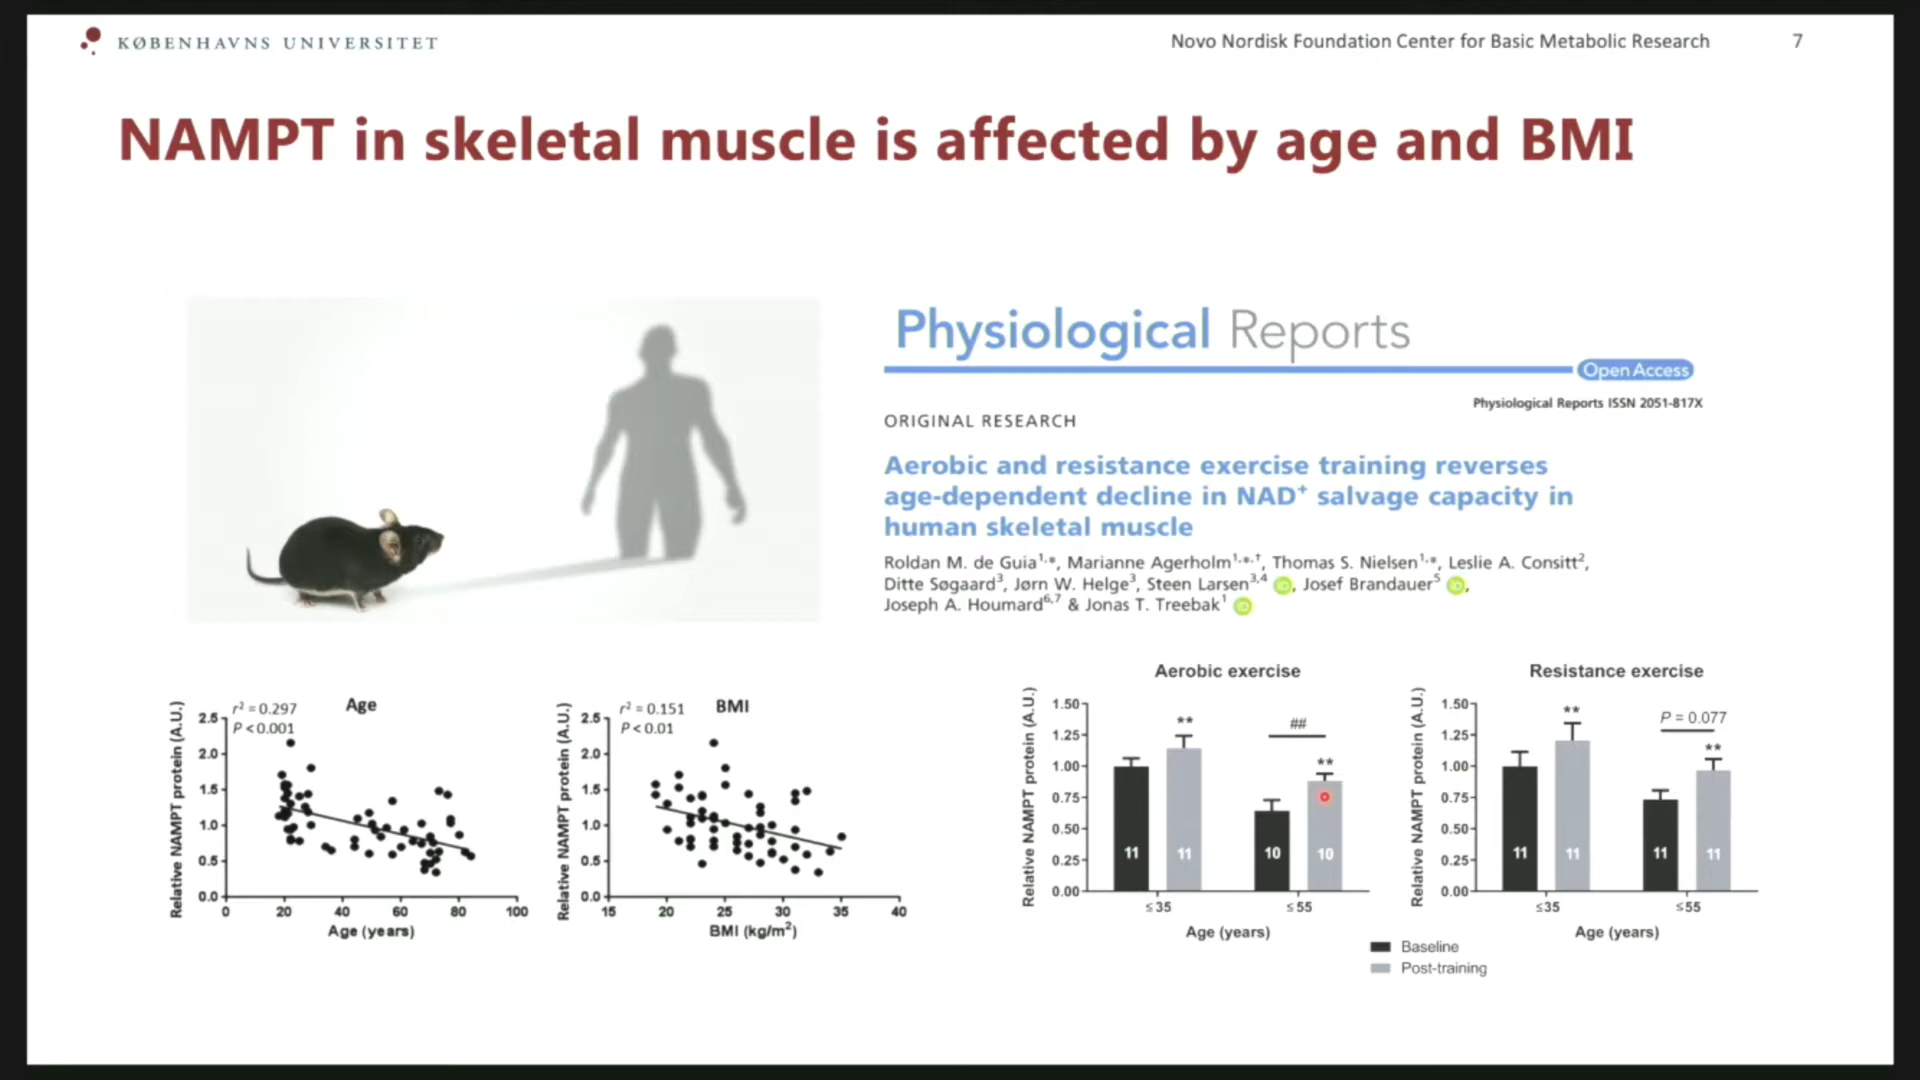 KØBENHAVNS UNIVERSITET
Novo Nordisk Foundation Center for Basic Metabolic Research
7
NAMPT in skeletal muscle is affected by age and BMI
Physiological Reports
Open Access
Physiological Reports ISSN 2051-817X
ORIGINAL RESEARCH
Aerobic and resistance exercise training reverses
age-dependent decline in NAD⁺ salvage capacity in
human skeletal muscle
Roldan M. de Guia¹,*, Marianne Agerholm¹,*,†, Thomas S. Nielsen¹,*, Leslie A. Consitt²,
Ditte Søgaard³, Jørn W. Helge³, Steen Larsen³,⁴ iD, Josef Brandauer⁵ iD,
Joseph A. Houmard⁶,⁷ & Jonas T. Treebak¹ iD
Age
r² = 0.297
P < 0.001
Relative NAMPT protein (A.U.)
2.5
2.0
1.5
1.0
0.5
0.0
0 20 40 60 80 100
Age (years)
BMI
r² = 0.151
P < 0.01
Relative NAMPT protein (A.U.)
2.5
2.0
1.5
1.0
0.5
0.0
15 20 25 30 35 40
BMI (kg/m²)
Aerobic exercise
Relative NAMPT protein (A.U.)
1.50
1.25
1.00
0.75
0.50
0.25
0.00
**
##
**
11 11 10 10
≤35 ≤55
Age (years)
Resistance exercise
Relative NAMPT protein (A.U.)
1.50
1.25
1.00
0.75
0.50
0.25
0.00
**
P = 0.077
**
11 11 11 11
≤35 ≤55
Age (years)
Baseline
Post-training